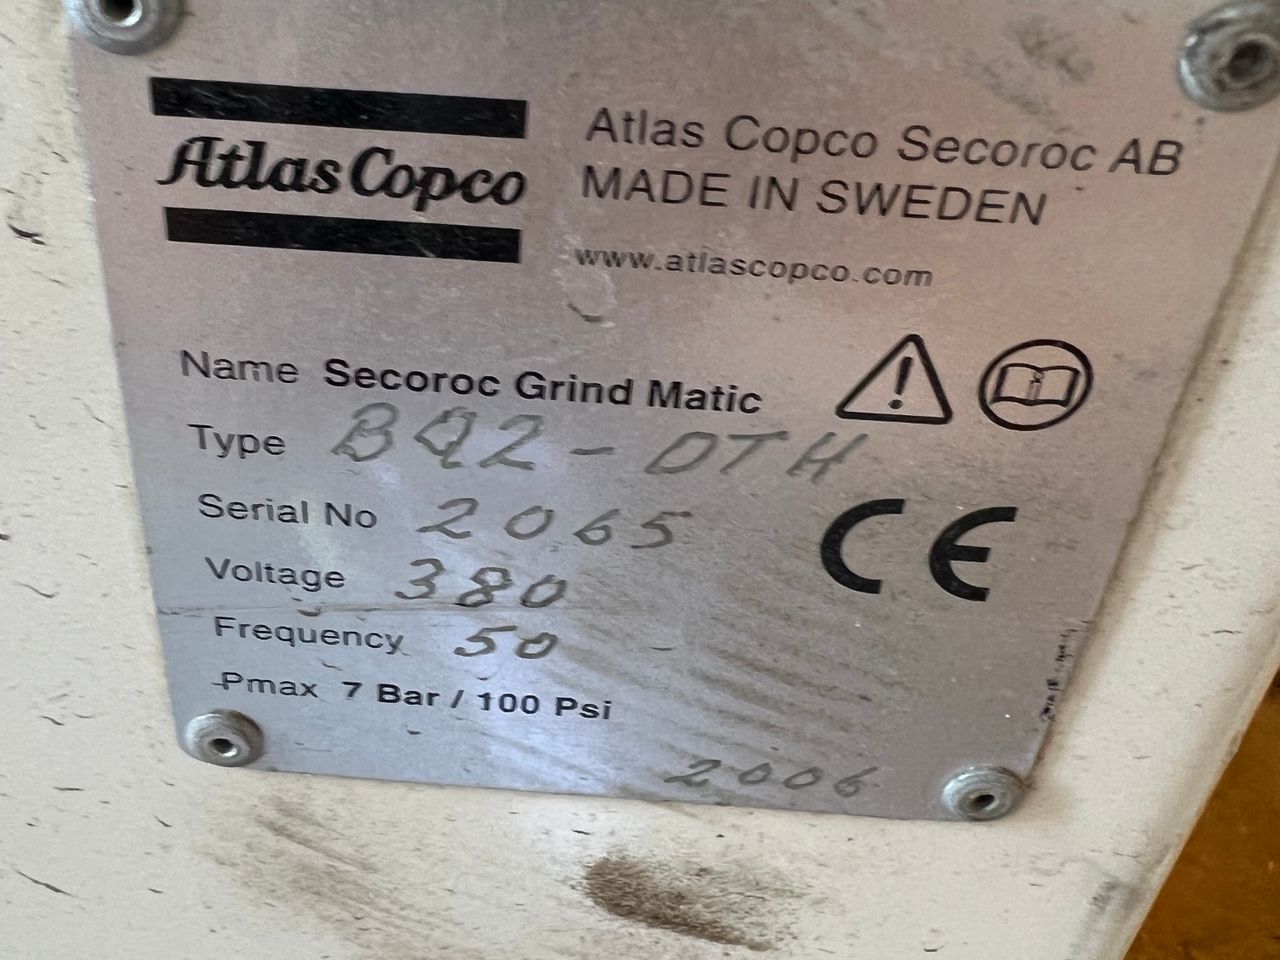 Atlas Copco
Atlas Copco Secoroc AB
MADE IN SWEDEN
www.atlascopco.com
Name Secoroc Grind Matic
Type BQ2-DTH
Serial No 2065
Voltage 380
Frequency 50
Pmax 7 Bar / 100 Psi
2006
CE